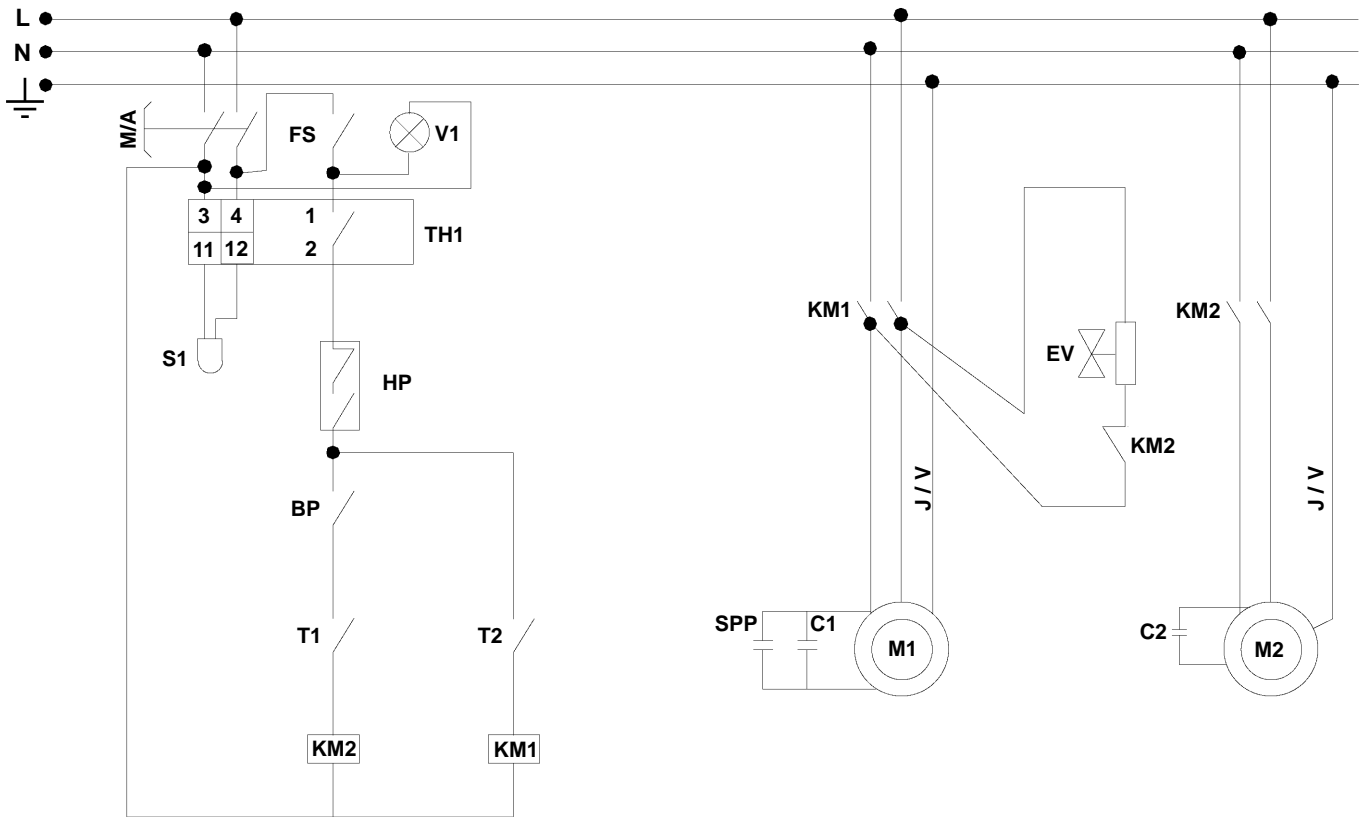 L
N
M/A
FS
V1
3 4 1
TH1
11 12 2
S1
HP
BP
T1
T2
KM2
KM1
KM1
EV
KM2
KM2
J / V
J / V
SPP
C1
M1
C2
M2